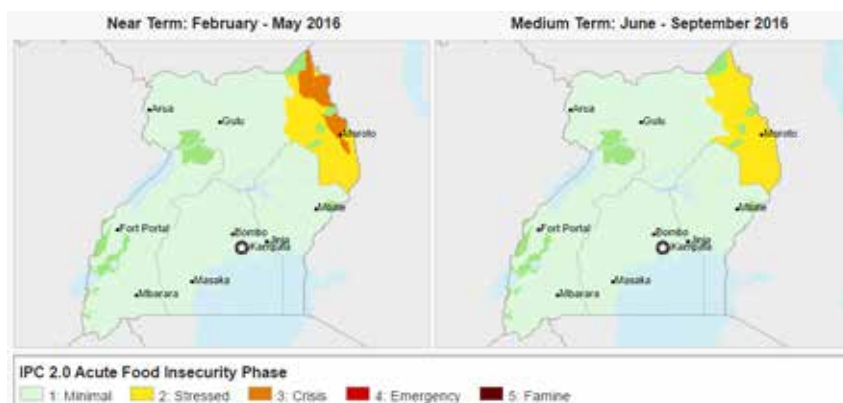 Near Term: February - May 2016
Arua
Gulu
Moroto
Mbale
Fort Portal
Bombo
Jinja
Kampala
Masaka
Mbarara
Medium Term: June - September 2016
Arua
Gulu
Moroto
Mbale
Fort Portal
Bombo
Jinja
Kampala
Masaka
Mbarara
IPC 2.0 Acute Food Insecurity Phase
1: Minimal 2: Stressed 3: Crisis 4: Emergency 5: Famine